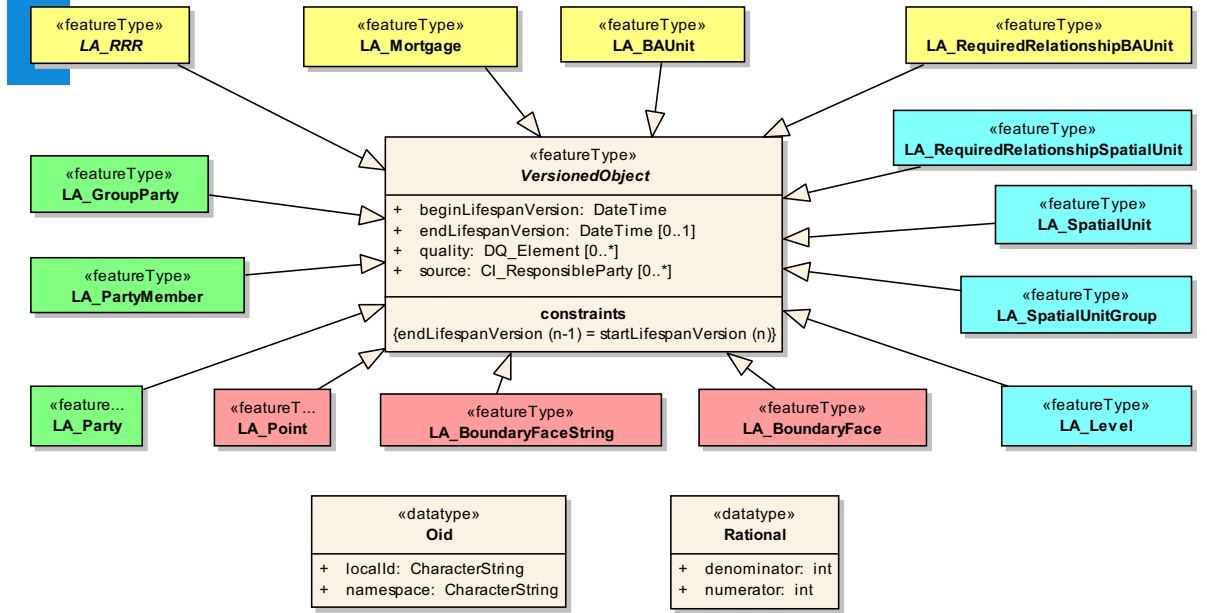 «featureType»
LA_RRR
«featureType»
LA_Mortgage
«featureType»
LA_BAUnit
«featureType»
LA_RequiredRelationshipBAUnit
«featureType»
VersionedObject
+ beginLifespanVersion: DateTime
+ endLifespanVersion: DateTime [0..1]
+ quality: DQ_Element [0..*]
+ source: CI_ResponsibleParty [0..*]
constraints
{endLifespanVersion (n-1) = startLifespanVersion (n)}
«featureType»
LA_RequiredRelationshipSpatialUnit
«featureType»
LA_GroupParty
«featureType»
LA_SpatialUnit
«featureType»
LA_PartyMember
«featureType»
LA_SpatialUnitGroup
«feature...
LA_Party
«featureT...
LA_Point
«featureType»
LA_BoundaryFaceString
«featureType»
LA_BoundaryFace
«featureType»
LA_Level
«datatype»
Oid
+ localId: CharacterString
+ namespace: CharacterString
«datatype»
Rational
+ denominator: int
+ numerator: int